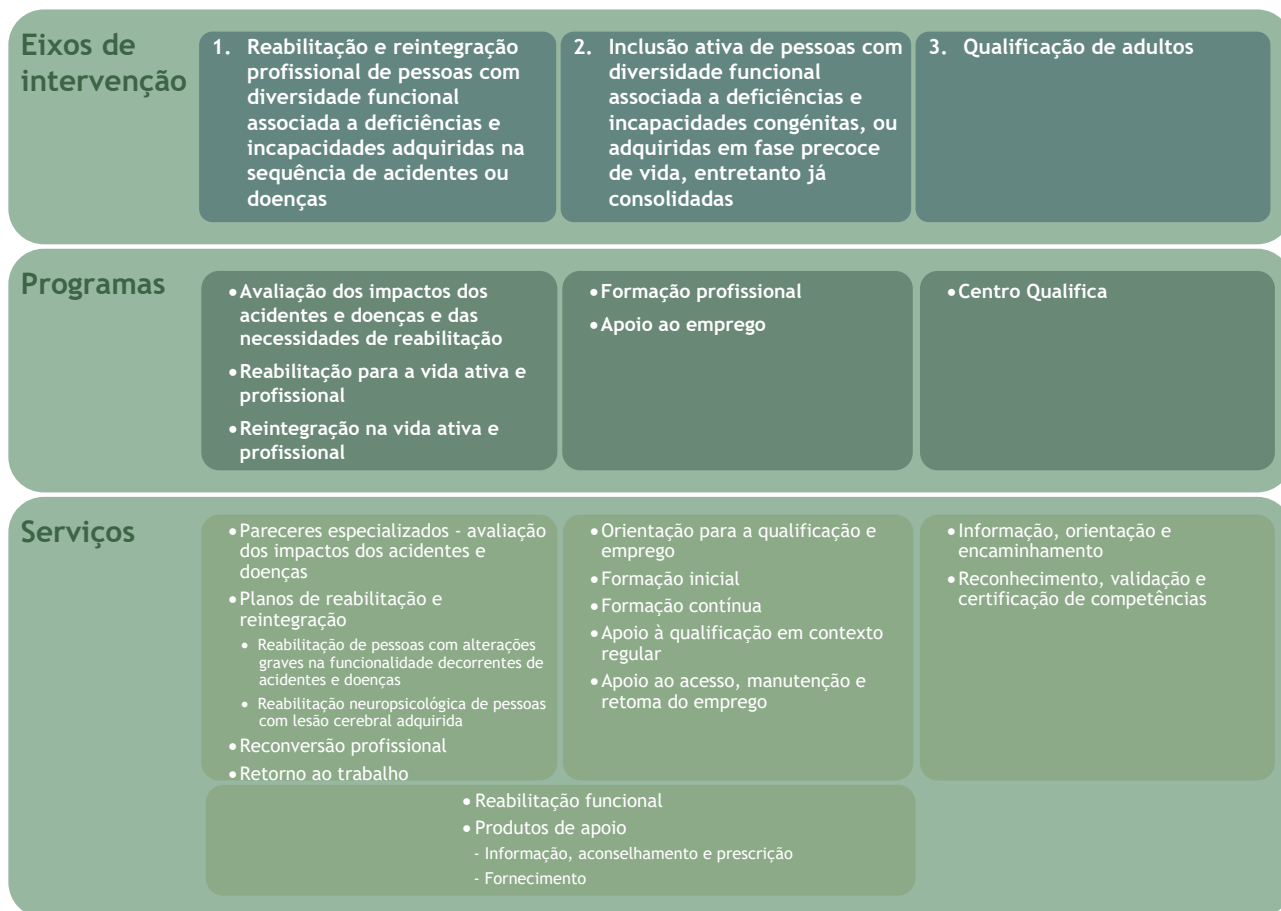 Eixos de
intervenção
1. Reabilitação e reintegração
profissional de pessoas com
diversidade funcional
associada a deficiências e
incapacidades adquiridas na
sequência de acidentes ou
doenças
2. Inclusão ativa de pessoas com
diversidade funcional
associada a deficiências e
incapacidades congénitas, ou
adquiridas em fase precoce
de vida, entretanto já
consolidadas
3. Qualificação de adultos
Programas
• Avaliação dos impactos dos
acidentes e doenças e das
necessidades de reabilitação
• Reabilitação para a vida ativa e
profissional
• Reintegração na vida ativa e
profissional
• Formação profissional
• Apoio ao emprego
• Centro Qualifica
Serviços
• Pareceres especializados - avaliação
dos impactos dos acidentes e
doenças
• Planos de reabilitação e
reintegração
• Reabilitação de pessoas com alterações
graves na funcionalidade decorrentes de
acidentes e doenças
• Reabilitação neuropsicológica de pessoas
com lesão cerebral adquirida
• Reconversão profissional
• Retorno ao trabalho
• Orientação para a qualificação e
emprego
• Formação inicial
• Formação contínua
• Apoio à qualificação em contexto
regular
• Apoio ao acesso, manutenção e
retoma do emprego
• Informação, orientação e
encaminhamento
• Reconhecimento, validação e
certificação de competências
• Reabilitação funcional
• Produtos de apoio
- Informação, aconselhamento e prescrição
- Fornecimento